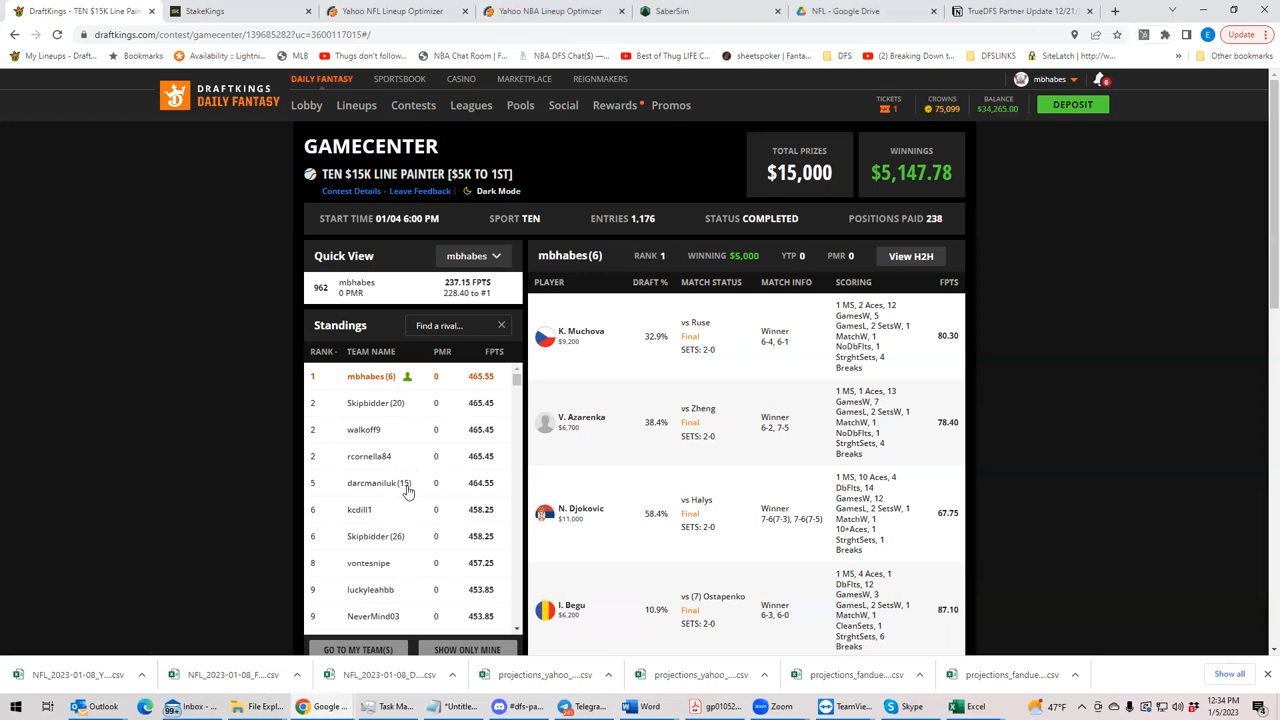 DraftKings - TEN $15K Line Pain
StakeKings
Yahoo NFL Lineup Optimizer
Yahoo NBA Lineup Optimizer
SaberSim
NFL - Google Drive
TrueDFS Partner Update 12/21/
draftkings.com/contest/gamecenter/139685282?uc=3600117015#/
E
Update
My Lineups - Draft...
Bookmarks
Availability: Lightni...
MLB
Thugs don't follow...
NBA Chat Room / F...
NBA DFS Chat($) -...
Best of Thug LIFE C...
sheetspoker | Fanta...
DFS
(2) (Breaking Down t...
DFSLINKS
SiteLatch | http://w...
Other bookmarks
DAILY FANTASY
SPORTSBOOK
CASINO
MARKETPLACE
REIGNMAKERS
mbhabes
6
DRAFTKINGS
DAILY FANTASY
Lobby
Lineups
Contests
Leagues
Pools
Social
Rewards
Promos
TICKETS
1
CROWNS
75,099
BALANCE
$34,265.00
DEPOSIT
GAMECENTER
TEN $15K LINE PAINTER [$5K TO 1ST]
Contest Details - Leave Feedback
Dark Mode
TOTAL PRIZES
$15,000
WINNINGS
$5,147.78
START TIME 01/04 6:00 PM
SPORT TEN
ENTRIES 1,176
STATUS COMPLETED
POSITIONS PAID 238
Quick View
mbhabes
962
mbhabes
0 PMR
237.15 FPTS
228.40 to #1
Standings
Find a rival...
RANK
TEAM NAME
PMR
FPTS
1 mbhabes (6) 0 465.55
2 Skipbidder (20) 0 465.45
2 walkoff9 0 465.45
2 rcornella84 0 465.45
5 darcmaniluk (15) 0 464.55
6 kcdill1 0 458.25
6 Skipbidder (26) 0 458.25
8 vontesnipe 0 457.25
9 luckyleahbb 0 453.85
9 NeverMind03 0 453.85
GO TO MY TEAM(S)
SHOW ONLY MINE
mbhabes (6)
RANK 1
WINNING $5,000
YTP 0
PMR 0
View H2H
PLAYER
DRAFT %
MATCH STATUS
MATCH INFO
SCORING
FPTS
K. Muchova
$9,200
32.9%
vs Ruse
Final
SETS: 2-0
Winner
6-4, 6-1
1 MS, 2 Aces, 12
GamesW, 5
GamesL, 2 SetsW, 1
MatchW, 1
NoDbFlts, 1
StrghtSets, 4
Breaks
80.30
V. Azarenka
$6,700
38.4%
vs Zheng
Final
SETS: 2-0
Winner
6-2, 7-5
1 MS, 1 Aces, 13
GamesW, 7
GamesL, 2 SetsW, 1
MatchW, 1
NoDbFlts, 1
StrghtSets, 4
Breaks
78.40
N. Djokovic
$11,000
58.4%
vs Halys
Final
SETS: 2-0
Winner
7-6(7-3), 7-6(7-5)
1 MS, 10 Aces, 4
DbFlts, 14
GamesW, 12
GamesL, 2 SetsW, 1
MatchW, 1
10+Aces, 1
StrghtSets, 1
Breaks
67.75
I. Begu
$6,200
10.9%
vs (7) Ostapenko
Final
SETS: 2-0
Winner
6-3, 6-0
1 MS, 4 Aces, 1
DbFlts, 12
GamesW, 3
GamesL, 2 SetsW, 1
MatchW, 1
CleanSets, 1
StrghtSets, 6
Breaks
87.10
NFL_2023-01-08_Y....csv
NFL_2023-01-08_F....csv
NFL_2023-01-08_D....csv
projections_yahoo_....csv
projections_yahoo_....csv
projections_fandue....csv
projections_fandue....csv
Show all
Outlook
99+
Inbox - ...
File Expl...
Google ...
Task Mar...
*Untitle...
#dfs-pa...
Telegra...
Word
gp01052...
Zoom
TeamVie...
Skype
Excel
47°F
12:34 PM
1/5/2023